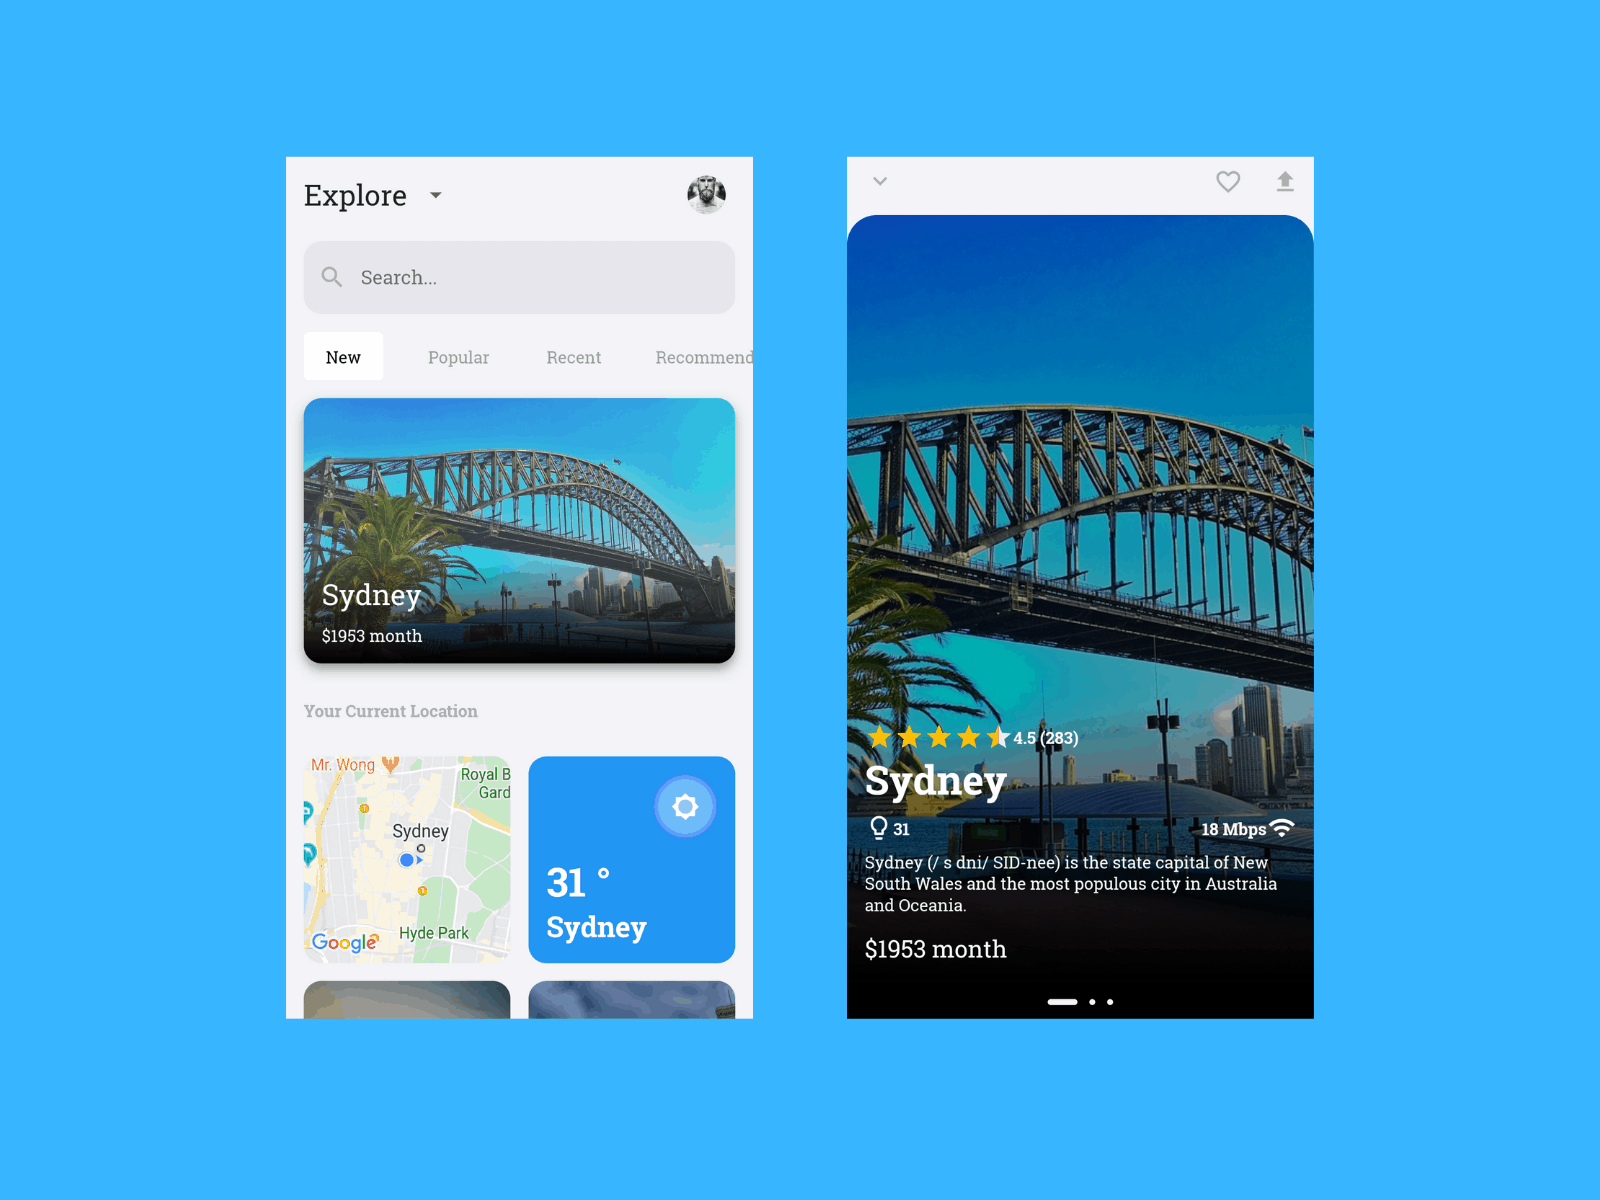 Explore
Search...
New
Popular
Recent
Recommend
Sydney
$1953 month
Your Current Location
Mr. Wong
Royal B
Gard
Sydney
Hyde Park
Google
31 °
Sydney
4.5 (283)
Sydney
31
18 Mbps
Sydney (/ s dni/ SID-nee) is the state capital of New
South Wales and the most populous city in Australia
and Oceania.
$1953 month